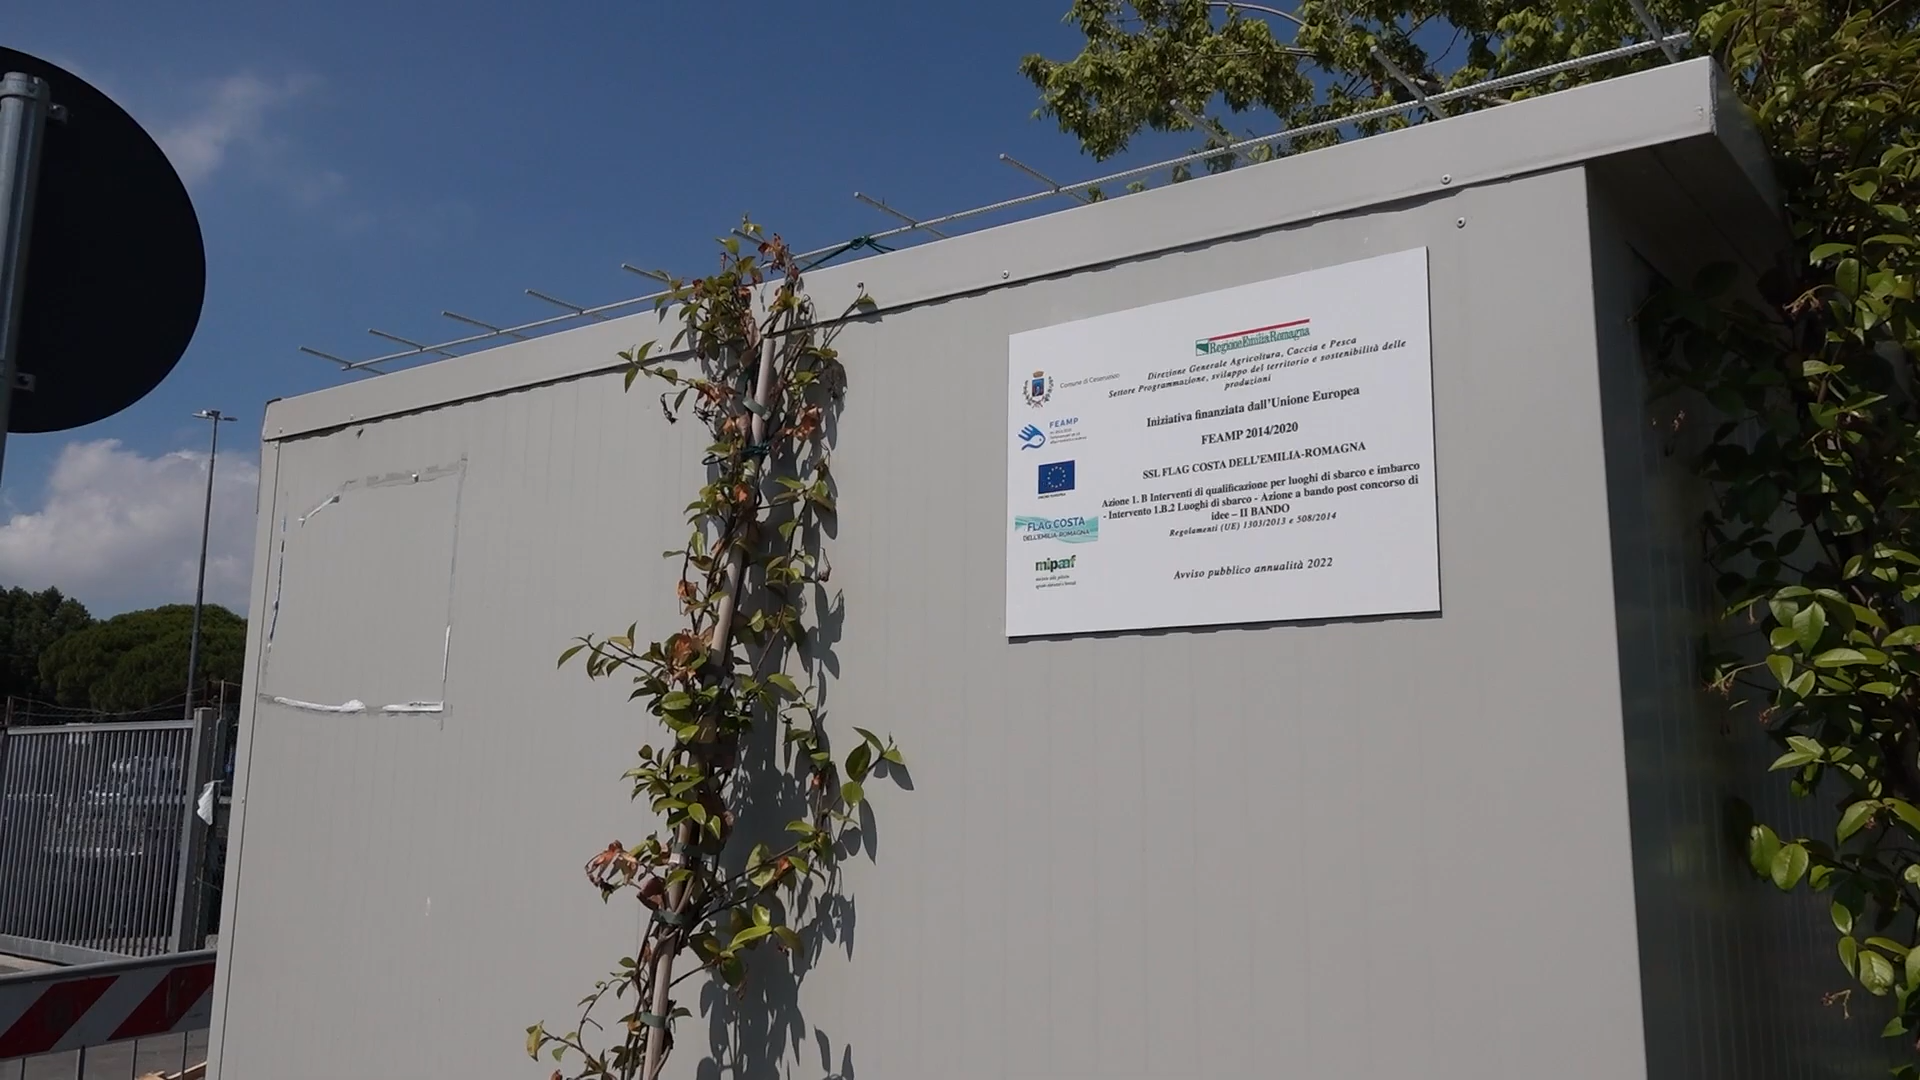 RegioneEmiliaRomagna
Direzione Generale Agricoltura, Caccia e Pesca
Settore Programmazione, sviluppo del territorio e sostenibilità delle
produzioni
Comune di Cesenatico
Iniziativa finanziata dall'Unione Europea
FEAMP
FEAMP 2014/2020
SSL FLAG COSTA DELL'EMILIA-ROMAGNA
UNIONE EUROPEA
Azione 1. B Interventi di qualificazione per luoghi di sbarco e imbarco
- Intervento 1.B.2 Luoghi di sbarco - Azione a bando post concorso di
idee – II BANDO
Regolamenti (UE) 1303/2013 e 508/2014
FLAG COSTA
DELL'EMILIA-ROMAGNA
mipaaf
Avviso pubblico annualità 2022